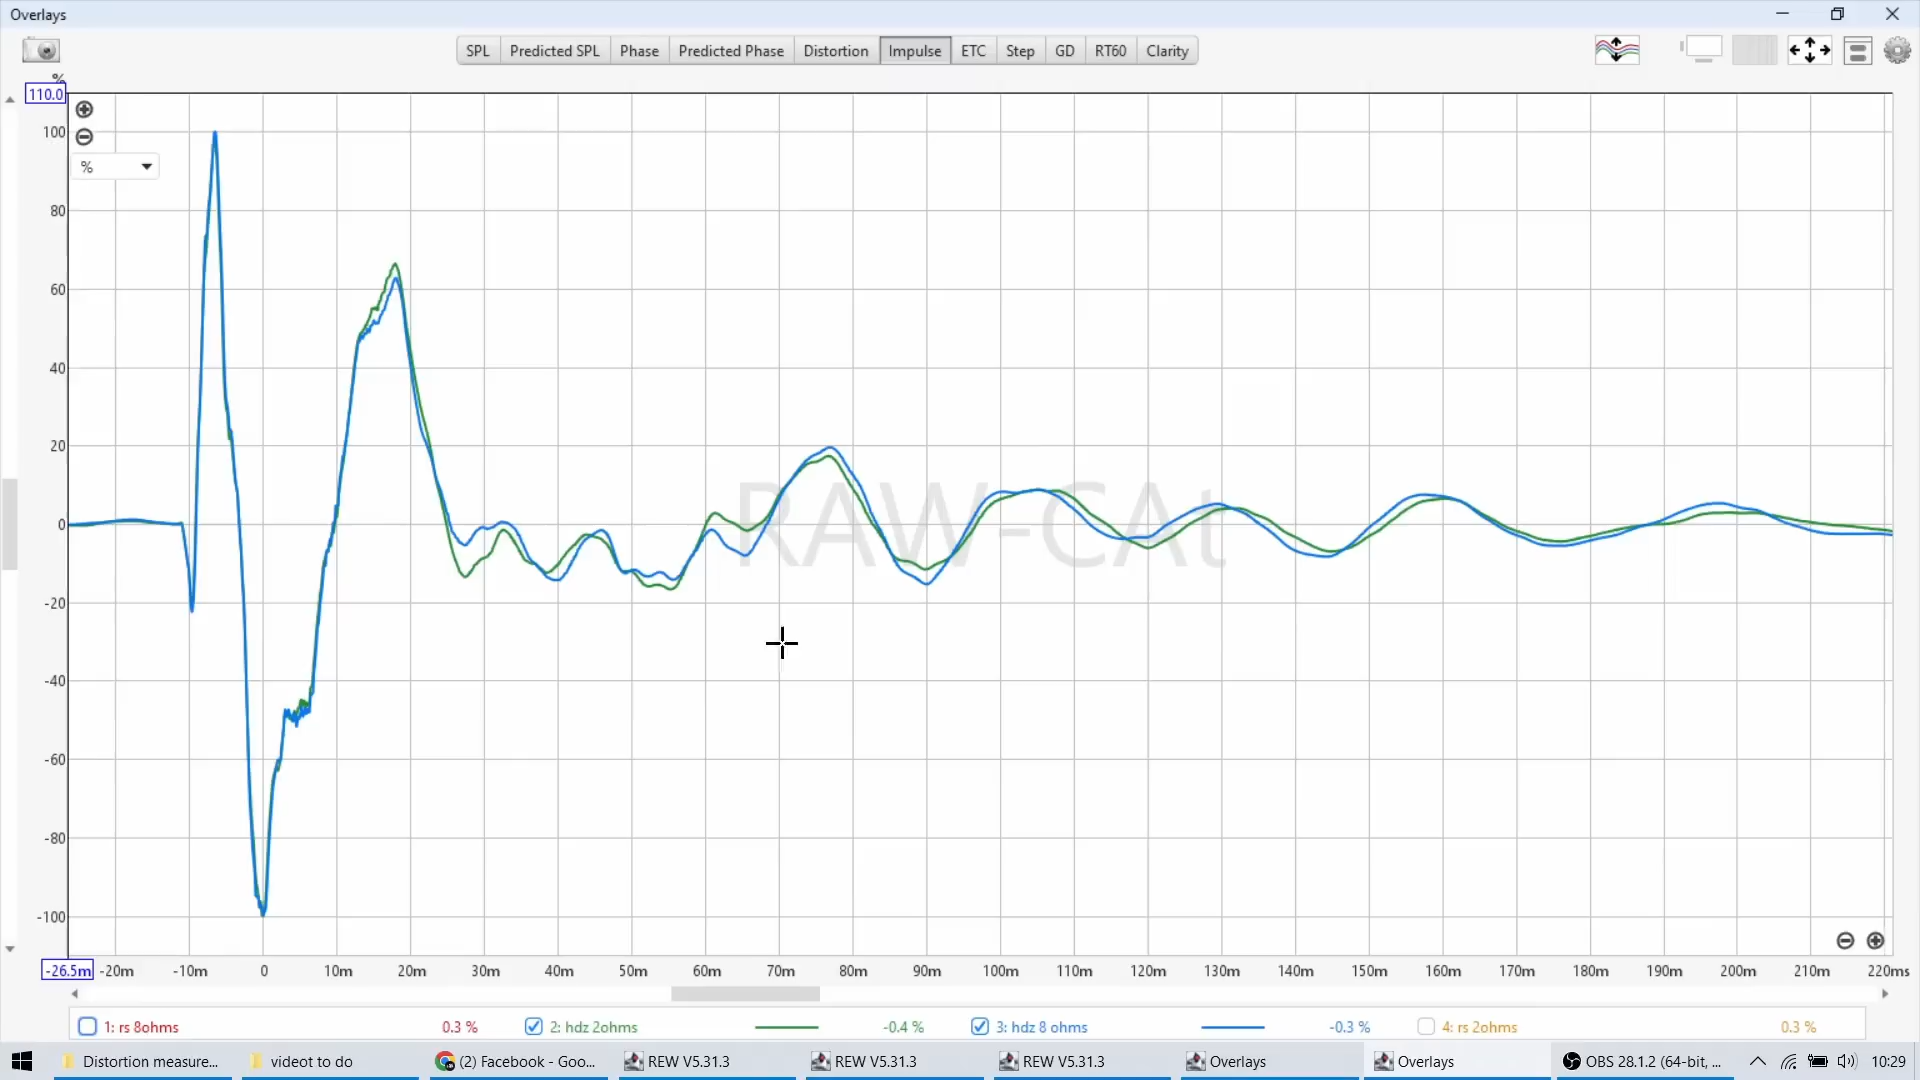 Overlays
SPL Predicted SPL Phase Predicted Phase Distortion Impulse ETC Step GD RT60 Clarity
%
110.0
100
%
80
60
40
20
0
-20
-40
-60
-80
-100
RAW-CAt
-26.5m -20m -10m 0 10m 20m 30m 40m 50m 60m 70m 80m 90m 100m 110m 120m 130m 140m 150m 160m 170m 180m 190m 200m 210m 220ms
1: rs 8ohms 0.3 % 2: hdz 2ohms -0.4 % 3: hdz 8 ohms -0.3 % 4: rs 2ohms 0.3 %
Distortion measure... videot to do (2) Facebook - Goo... REW V5.31.3 REW V5.31.3 REW V5.31.3 Overlays Overlays OBS 28.1.2 (64-bit, ... 10:29